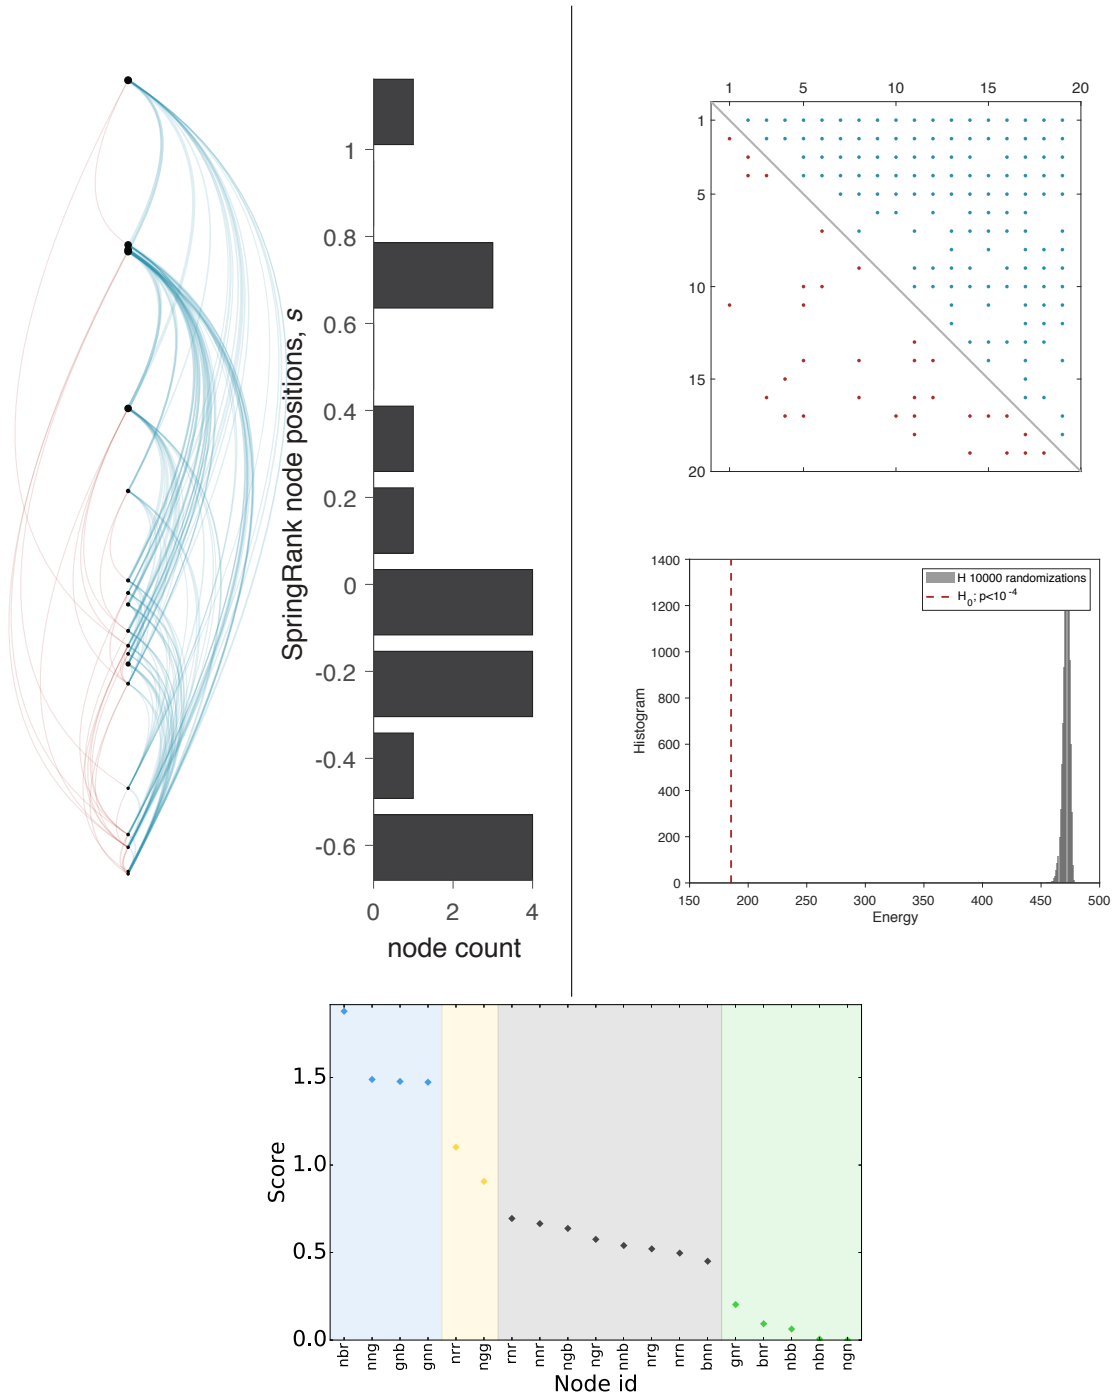 SpringRank node positions, s
1
0.8
0.6
0.4
0.2
0
-0.2
-0.4
-0.6
0 2 4
node count
1 5 10 15 20
1
5
10
15
20
1400
1200
1000
800
600
400
200
0
Histogram
H 10000 randomizations
H0; p<10-4
150 200 250 300 350 400 450 500
Energy
1.5
1.0
0.5
0.0
Score
nbr nng gnb gnn nrr ngg rnr nnr ngb ngr nnb nrg nrn bnn gnr bnr nbb nbn ngn
Node id